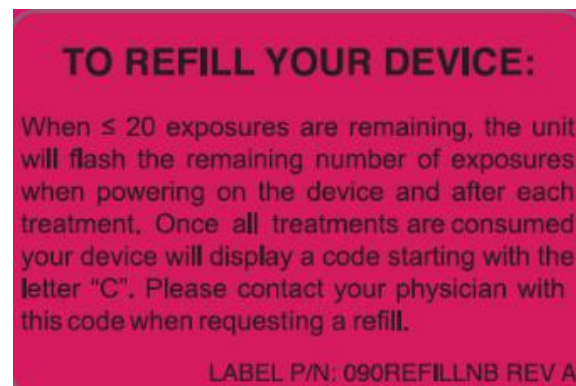 TO REFILL YOUR DEVICE:
When ≤ 20 exposures are remaining, the unit
will flash the remaining number of exposures
when powering on the device and after each
treatment. Once all treatments are consumed
your device will display a code starting with the
letter “C”. Please contact your physician with
this code when requesting a refill.
LABEL P/N: 090REFILLNB REV A